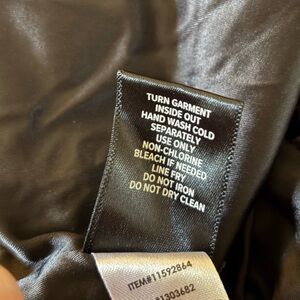 TURN GARMENT
INSIDE OUT
HAND WASH COLD
SEPARATELY
USE ONLY
NON-CHLORINE
BLEACH IF NEEDED
LINE FRY
DO NOT IRON
DO NOT DRY CLEAN
ITEM#11592864
#1303682